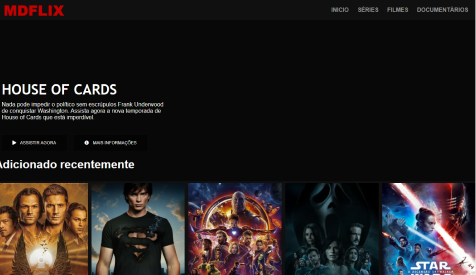 MDFLIX
INICIO SÉRIES FILMES DOCUMENTÁRIOS
HOUSE OF CARDS
Nada pode impedir o político sem escrúpulos Frank Underwood
de conquistar Washington. Assista agora a nova temporada de
House of Cards que está imperdível.
ASSISTIR AGORA MAIS INFORMAÇÕES
Adicionado recentemente
STAR